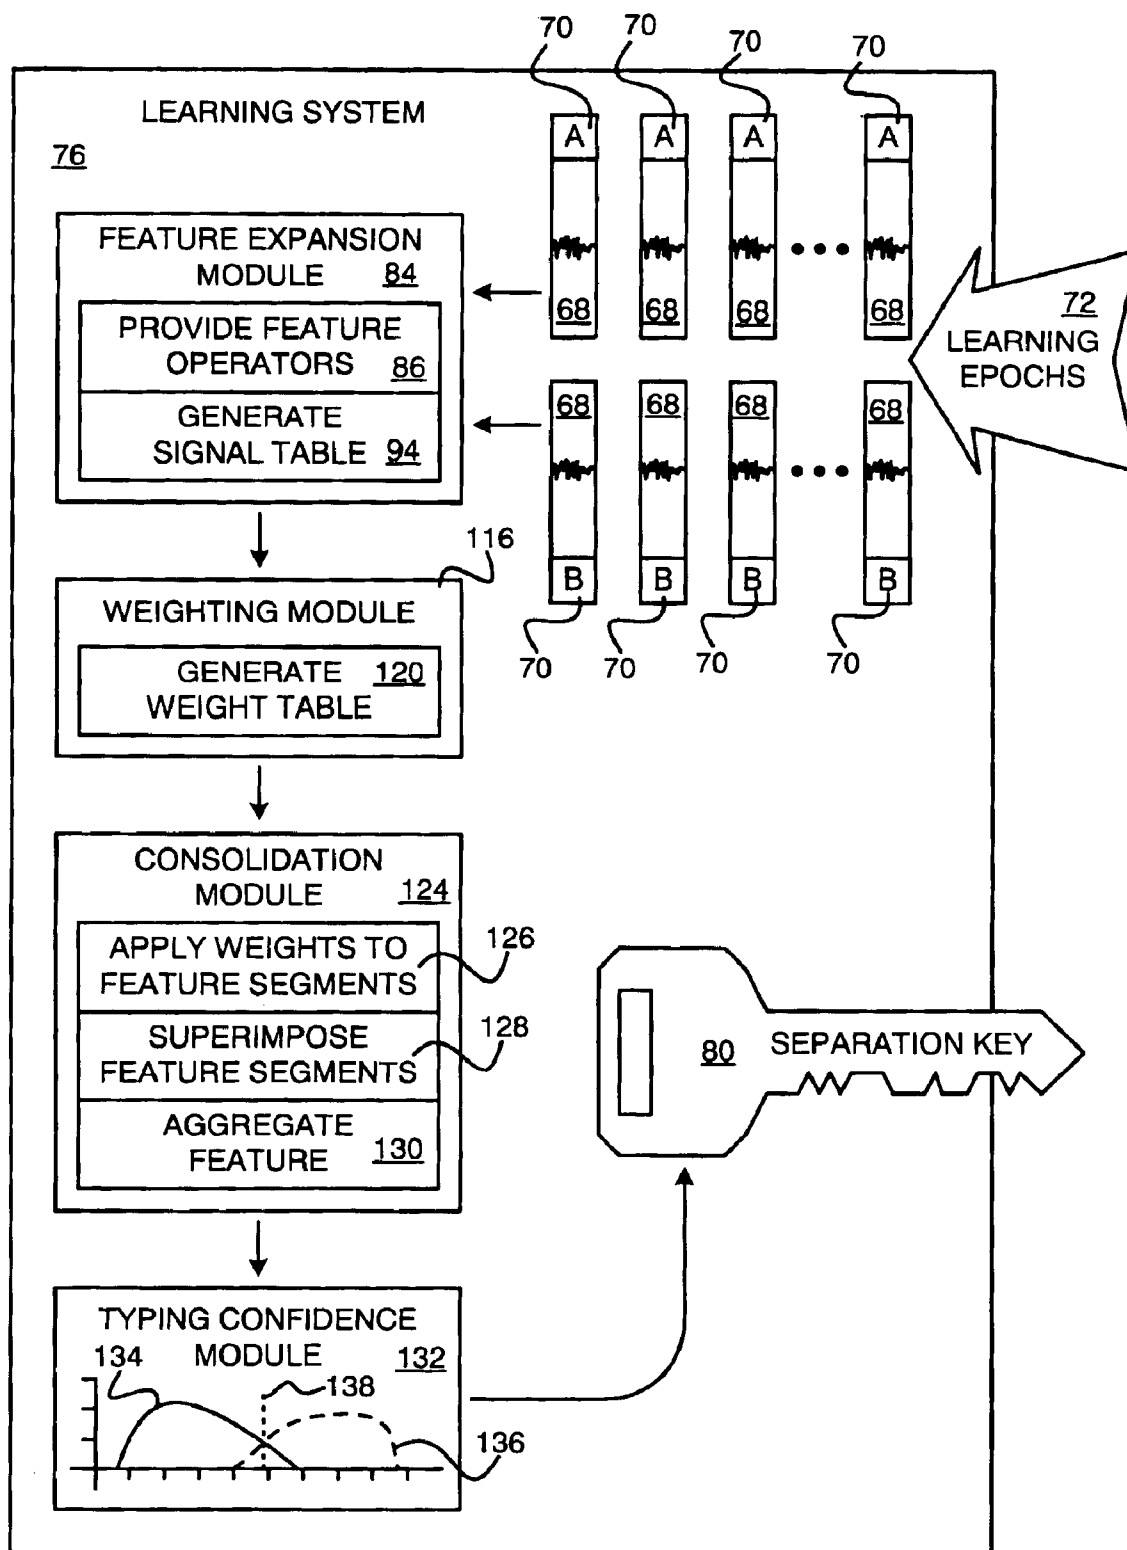 70 70 70 70
LEARNING SYSTEM
76
A A A A
68 68 68 68
FEATURE EXPANSION
MODULE 84
PROVIDE FEATURE
OPERATORS 86
GENERATE
SIGNAL TABLE 94
72
LEARNING
EPOCHS
68 68 68 68
B B B B
70 70 70 70
116
WEIGHTING MODULE
GENERATE 120
WEIGHT TABLE
CONSOLIDATION
MODULE 124
APPLY WEIGHTS TO
FEATURE SEGMENTS
126
SUPERIMPOSE
FEATURE SEGMENTS
128
AGGREGATE
FEATURE 130
80 SEPARATION KEY
TYPING CONFIDENCE
MODULE 132
134
138
136